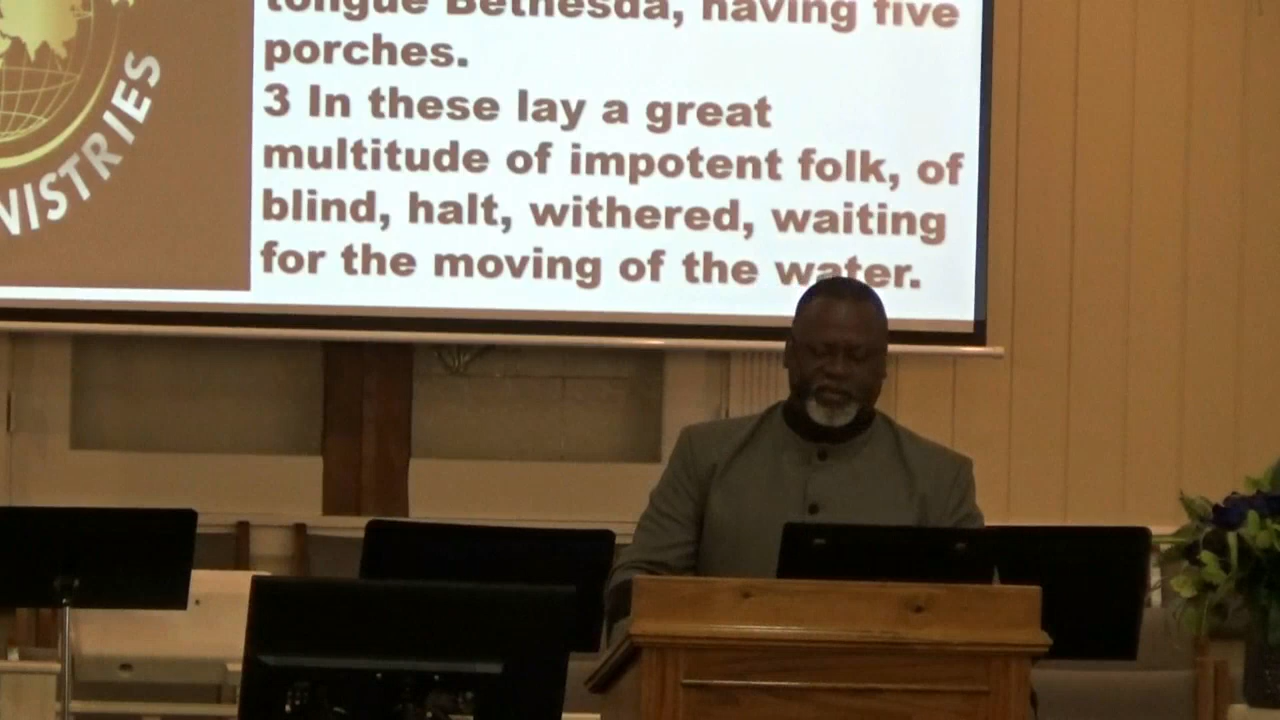 tongue Bethesda, having five
porches.
3 In these lay a great
multitude of impotent folk, of
blind, halt, withered, waiting
for the moving of the water.
NISTRIES